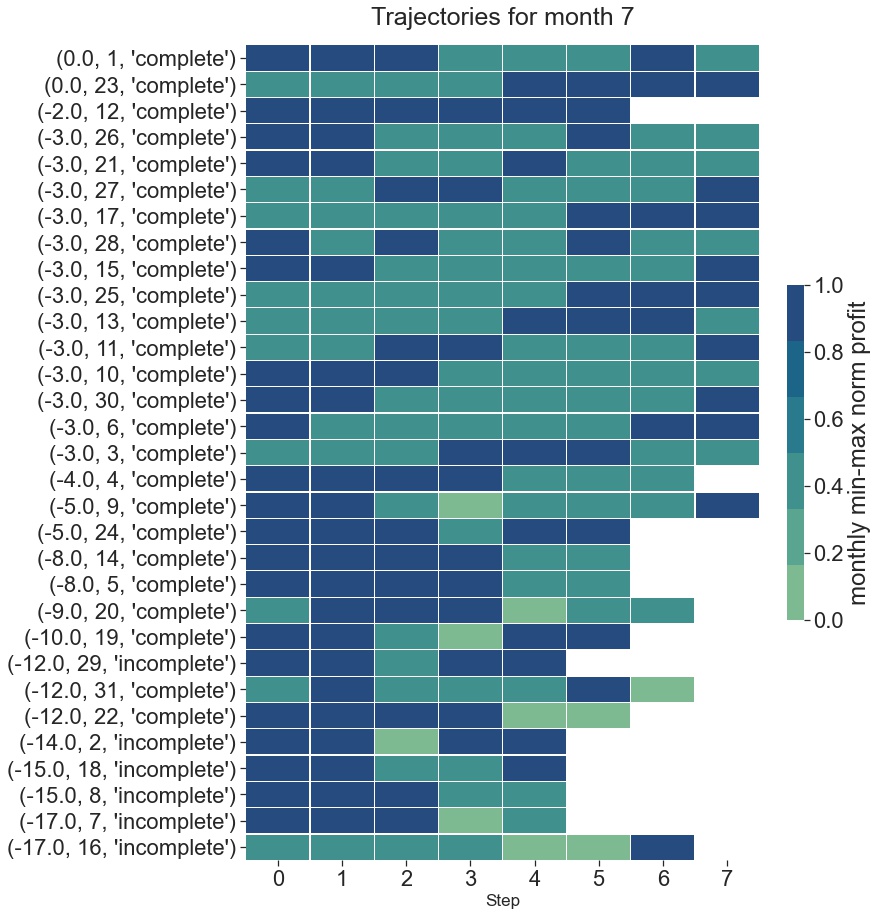 Trajectories for month 7
(0.0, 1, 'complete')
(0.0, 23, 'complete')
(-2.0, 12, 'complete')
(-3.0, 26, 'complete')
(-3.0, 21, 'complete')
(-3.0, 27, 'complete')
(-3.0, 17, 'complete')
(-3.0, 28, 'complete')
(-3.0, 15, 'complete')
(-3.0, 25, 'complete')
(-3.0, 13, 'complete')
(-3.0, 11, 'complete')
(-3.0, 10, 'complete')
(-3.0, 30, 'complete')
(-3.0, 6, 'complete')
(-3.0, 3, 'complete')
(-4.0, 4, 'complete')
(-5.0, 9, 'complete')
(-5.0, 24, 'complete')
(-8.0, 14, 'complete')
(-8.0, 5, 'complete')
(-9.0, 20, 'complete')
(-10.0, 19, 'complete')
(-12.0, 29, 'incomplete')
(-12.0, 31, 'complete')
(-12.0, 22, 'complete')
(-14.0, 2, 'incomplete')
(-15.0, 18, 'incomplete')
(-15.0, 8, 'incomplete')
(-17.0, 7, 'incomplete')
(-17.0, 16, 'incomplete')
0 1 2 3 4 5 6 7
Step
1.0
0.8
0.6
0.4
0.2
0.0
monthly min-max norm profit